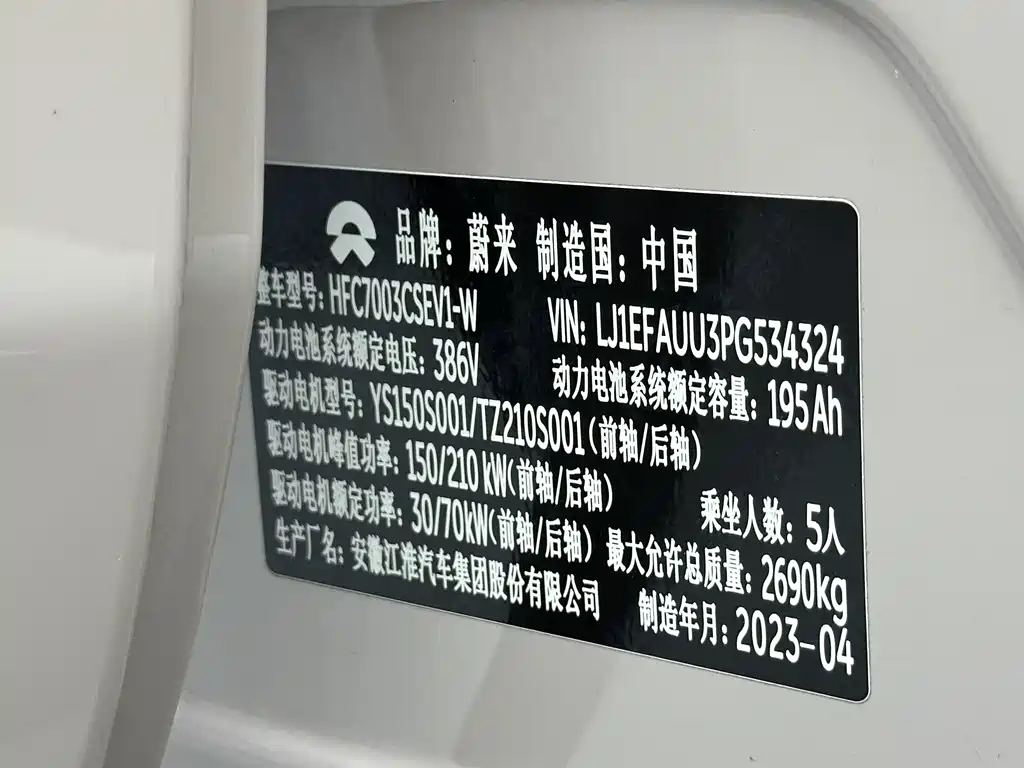 品牌：蔚来 制造国：中国
整车型号：HFC7003CSEV1-W VIN: LJ1EFAUU3PG534324
动力电池系统额定电压：386V 动力电池系统额定容量：195Ah
驱动电机型号：YS150S001/TZ210S001(前轴/后轴)
驱动电机峰值功率：150/210 kW(前轴/后轴) 乘坐人数：5人
驱动电机额定功率：30/70kW(前轴/后轴) 最大允许总质量：2690kg
生产厂名：安徽江淮汽车集团股份有限公司 制造年月：2023-04